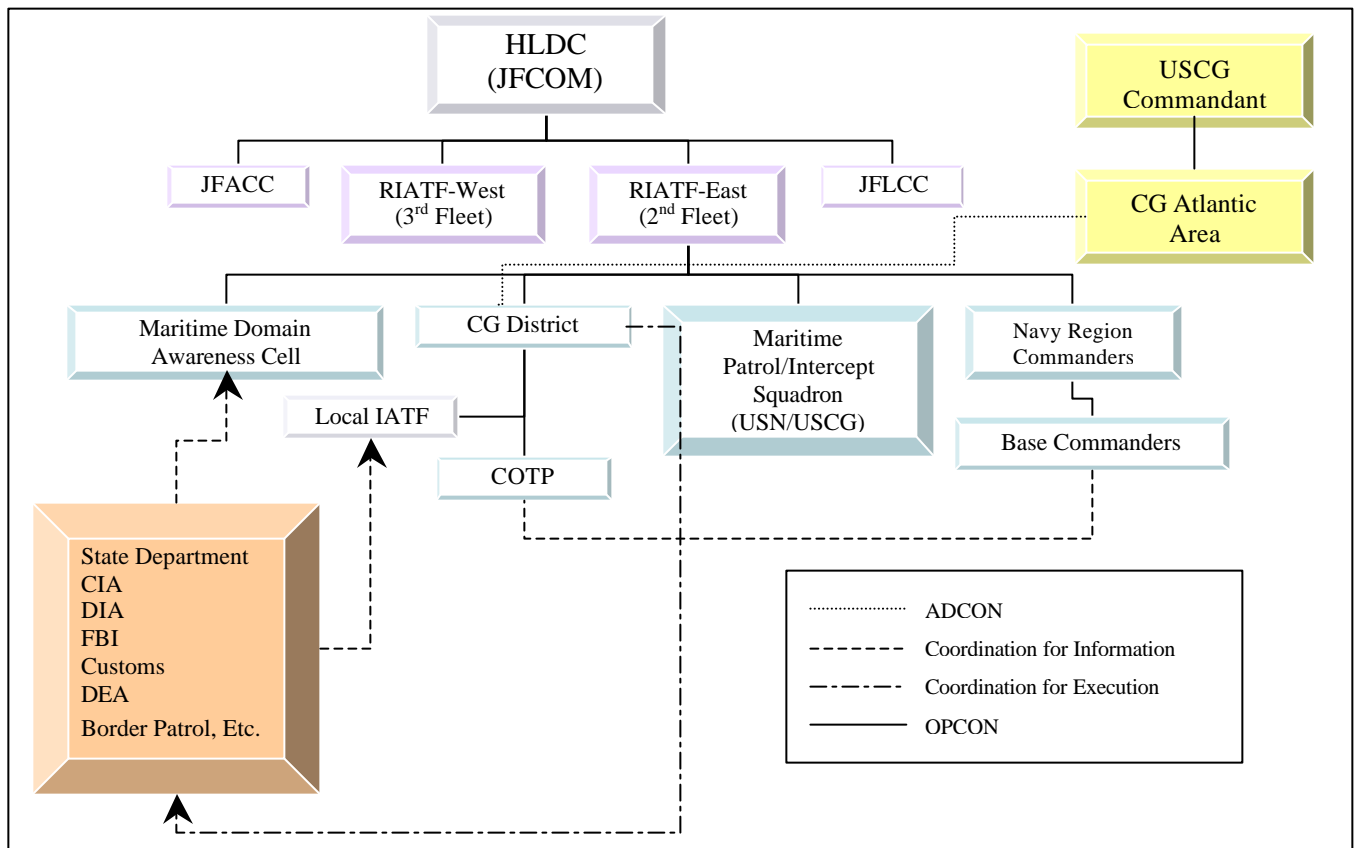 HLDC
(JFCOM)
USCG
Commandant
JFACC
RIATF-West
(3rd Fleet)
RIATF-East
(2nd Fleet)
JFLCC
CG Atlantic
Area
Maritime Domain
Awareness Cell
CG District
Maritime
Patrol/Intercept
Squadron
(USN/USCG)
Navy Region
Commanders
Local IATF
COTP
Base Commanders
State Department
CIA
DIA
FBI
Customs
DEA
Border Patrol, Etc.
ADCON
Coordination for Information
Coordination for Execution
OPCON